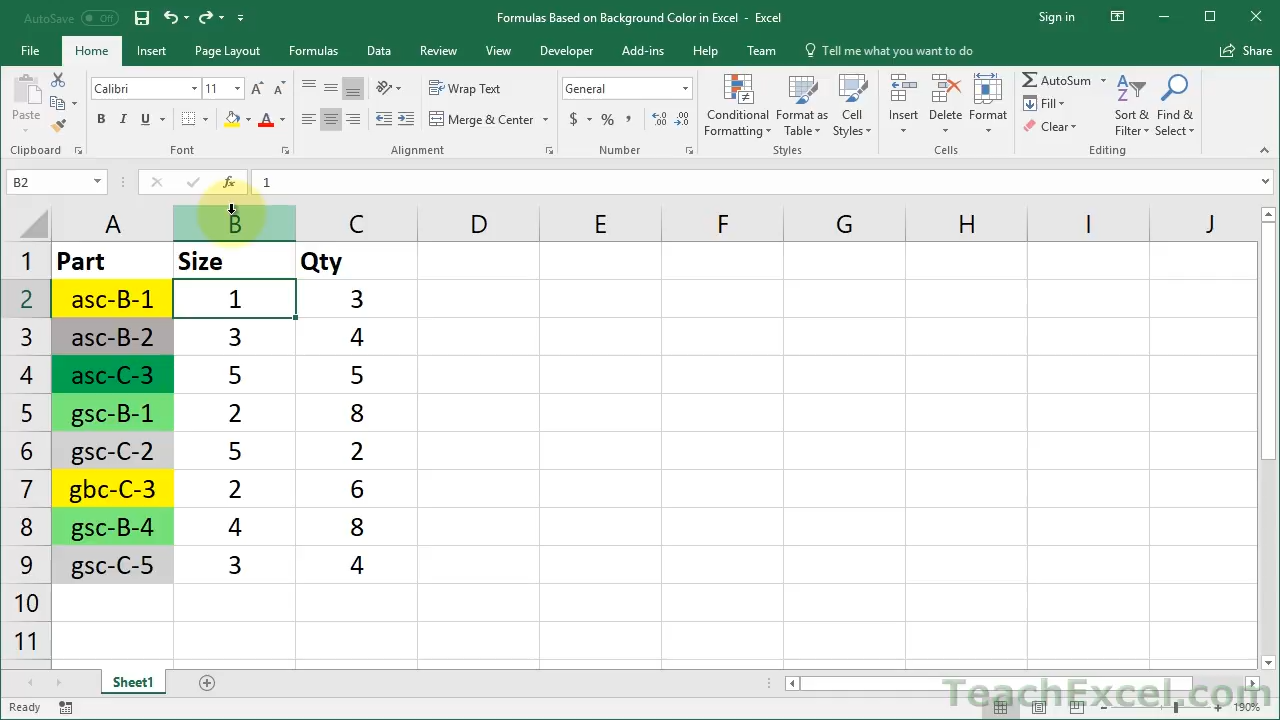 AutoSave Off Formulas Based on Background Color in Excel - Excel Sign in
File Home Insert Page Layout Formulas Data Review View Developer Add-ins Help Team Tell me what you want to do Share
Calibri 11 Wrap Text General AutoSum
Paste B I U Merge & Center $ % , Conditional Formatting Format as Table Cell Styles Insert Delete Format Fill Clear Sort & Filter Find & Select
Clipboard Font Alignment Number Styles Cells Editing
B2 fx 1
A B C D E F G H I J
1 Part Size Qty
2 asc-B-1 1 3
3 asc-B-2 3 4
4 asc-C-3 5 5
5 gsc-B-1 2 8
6 gsc-C-2 5 2
7 gbc-C-3 2 6
8 gsc-B-4 4 8
9 gsc-C-5 3 4
10
11
Sheet1
TeachExcel.com
Ready 190%